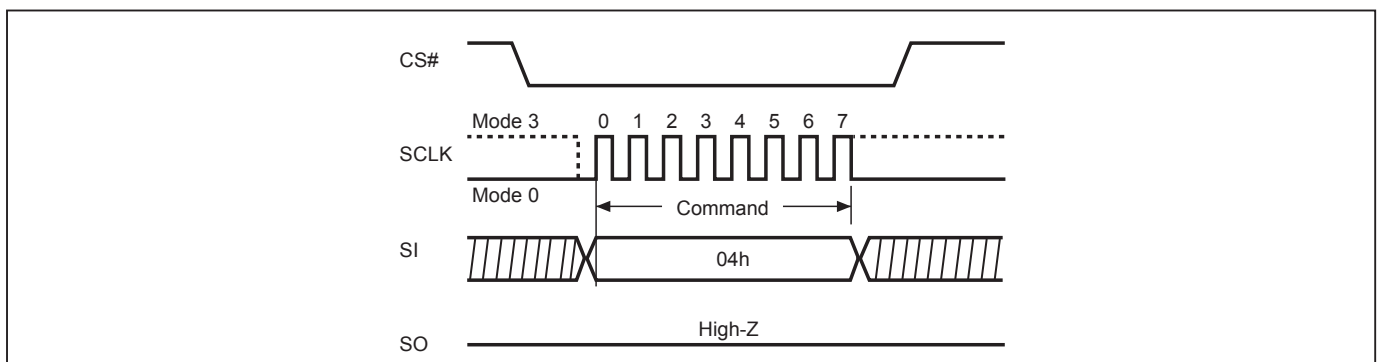 CS#
Mode 3 0 1 2 3 4 5 6 7
SCLK
Mode 0
Command
SI
04h
High-Z
SO